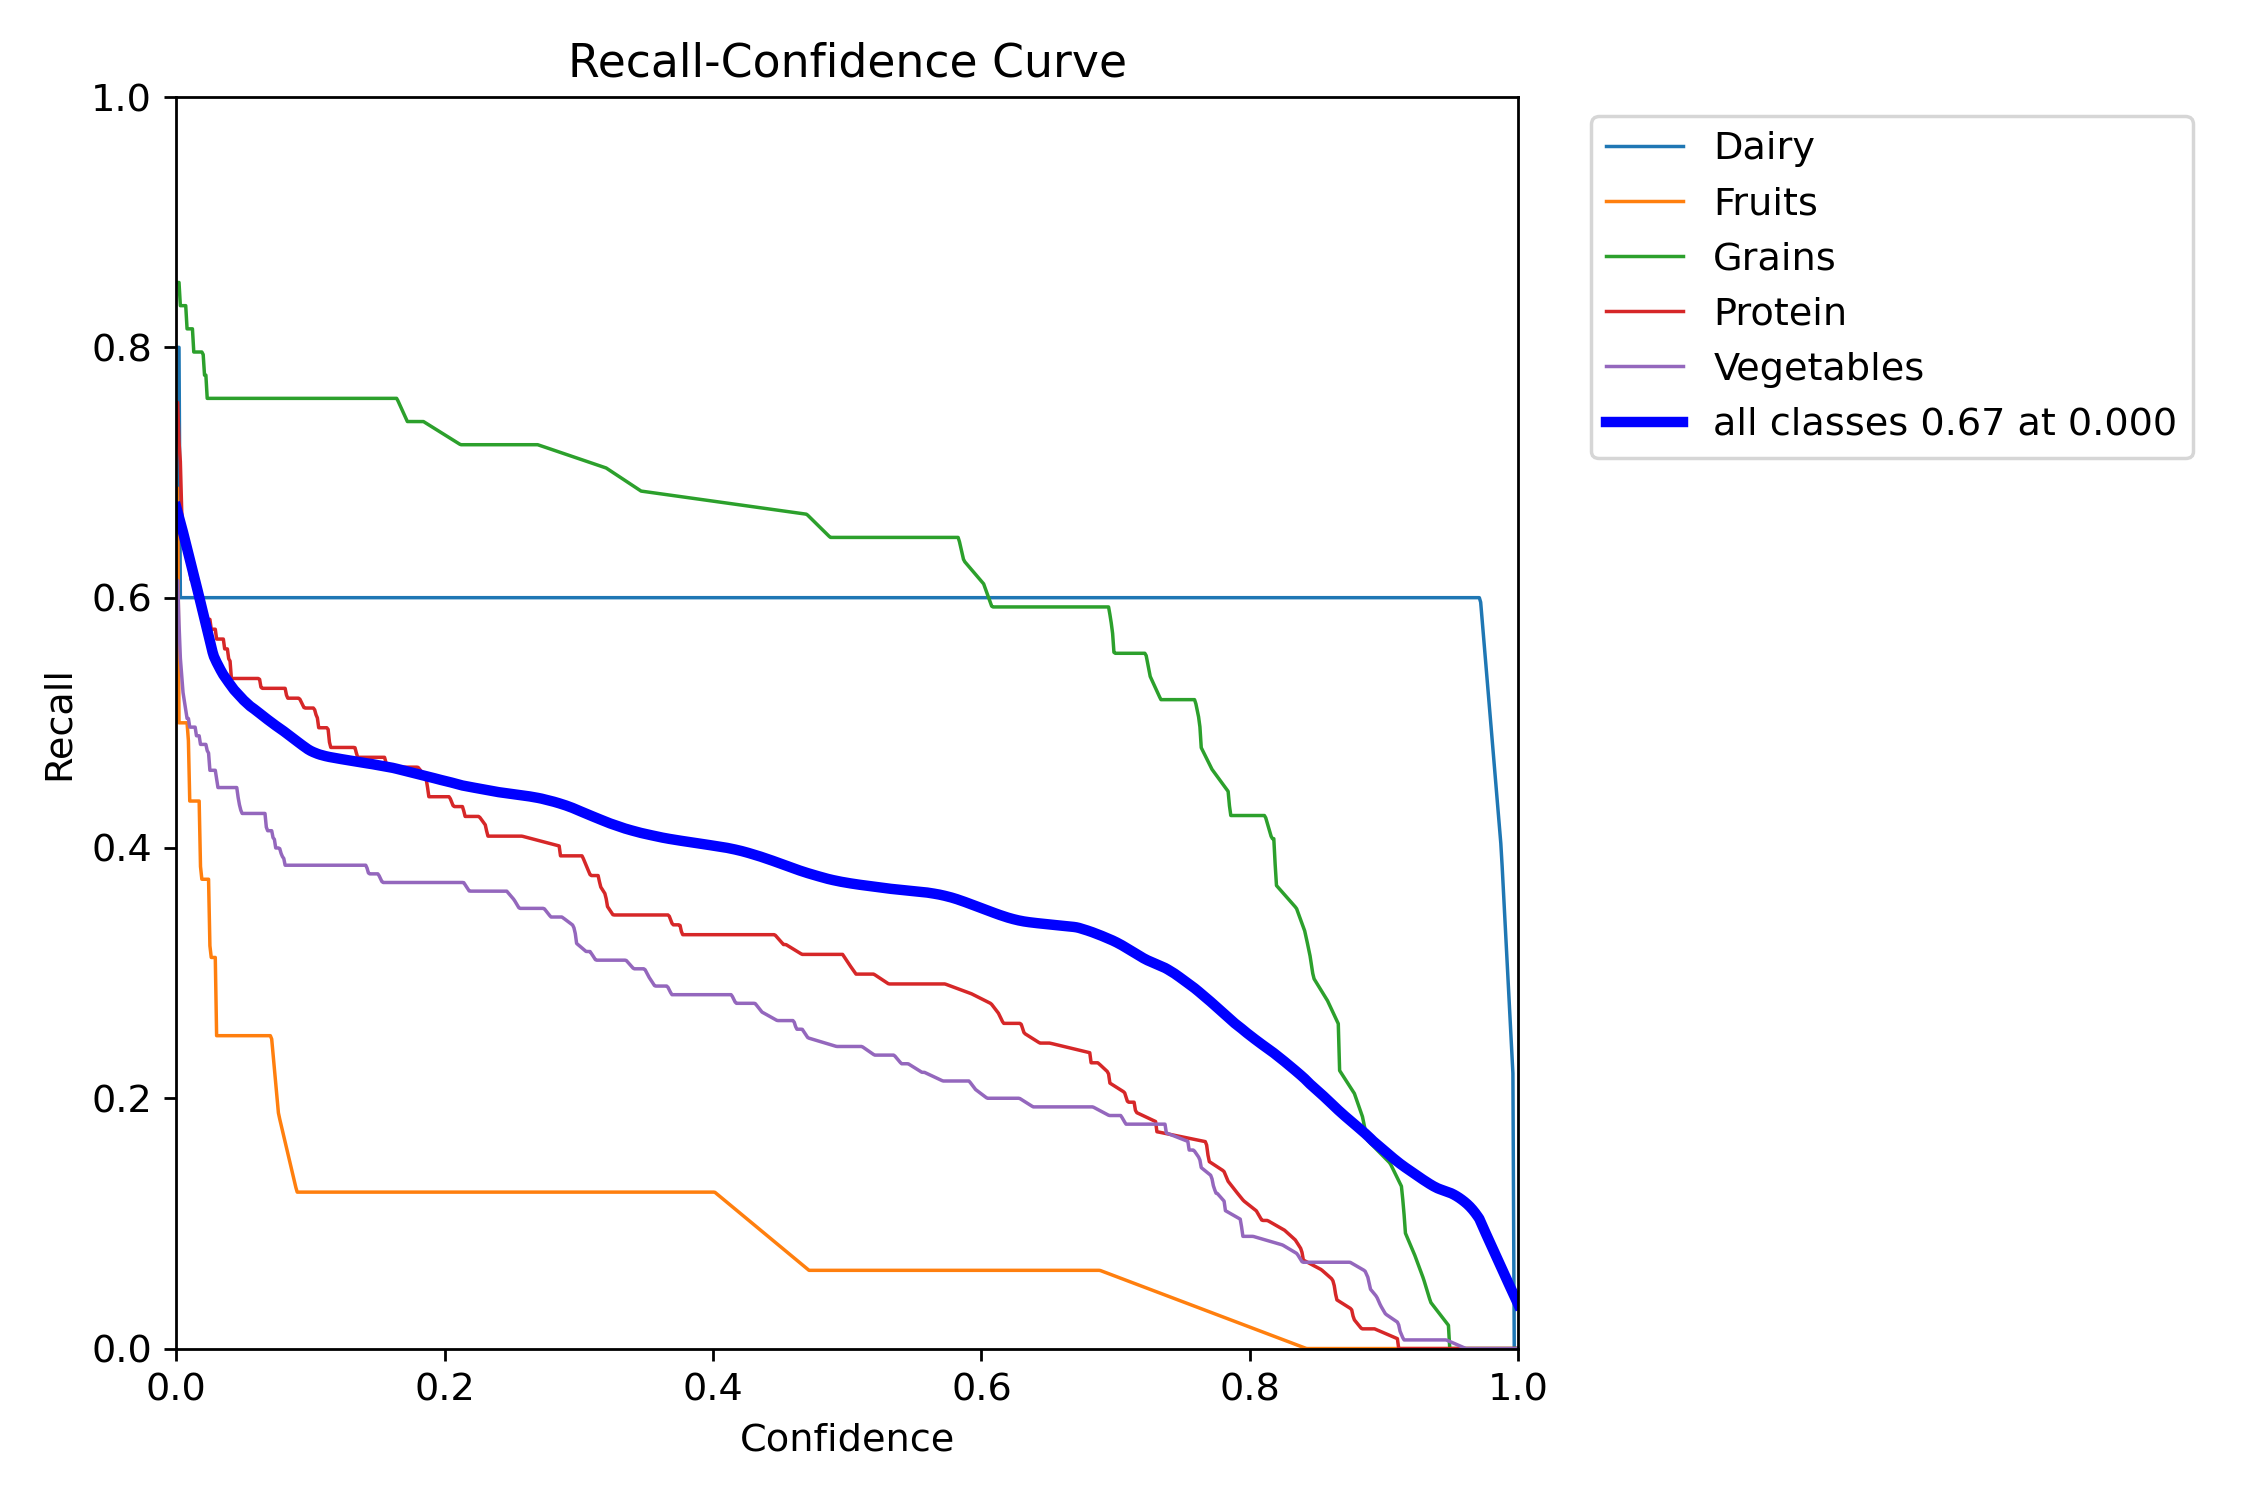 Recall-Confidence Curve
1.0
0.8
0.6
0.4
0.2
0.0
Recall
0.0 0.2 0.4 0.6 0.8 1.0
Confidence
Dairy
Fruits
Grains
Protein
Vegetables
all classes 0.67 at 0.000